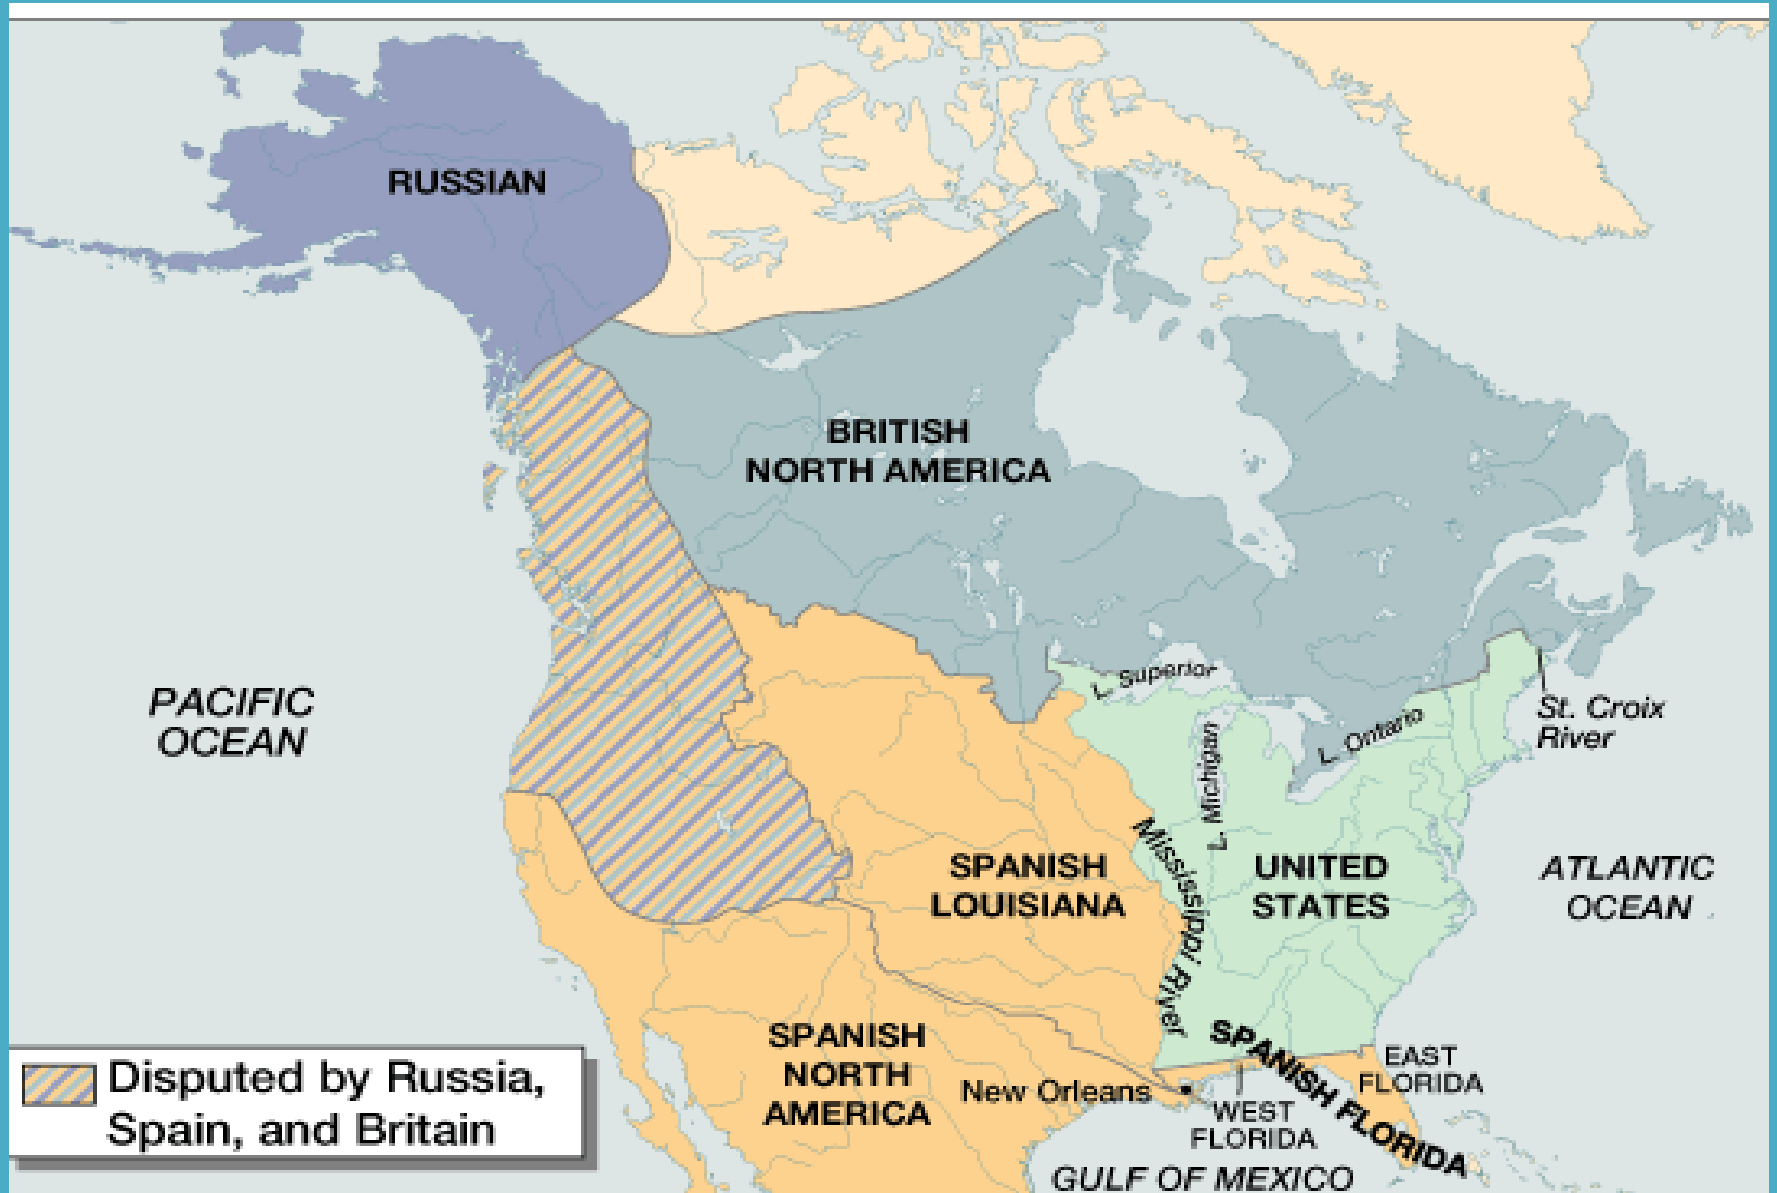 RUSSIAN
BRITISH
NORTH AMERICA
L. Superior
St. Croix
River
PACIFIC
OCEAN
L. Ontario
L. Michigan
Mississippi River
SPANISH
LOUISIANA
UNITED
STATES
ATLANTIC
OCEAN
SPANISH
NORTH
AMERICA
SPANISH FLORIDA
EAST
FLORIDA
New Orleans
WEST
FLORIDA
GULF OF MEXICO
Disputed by Russia,
Spain, and Britain